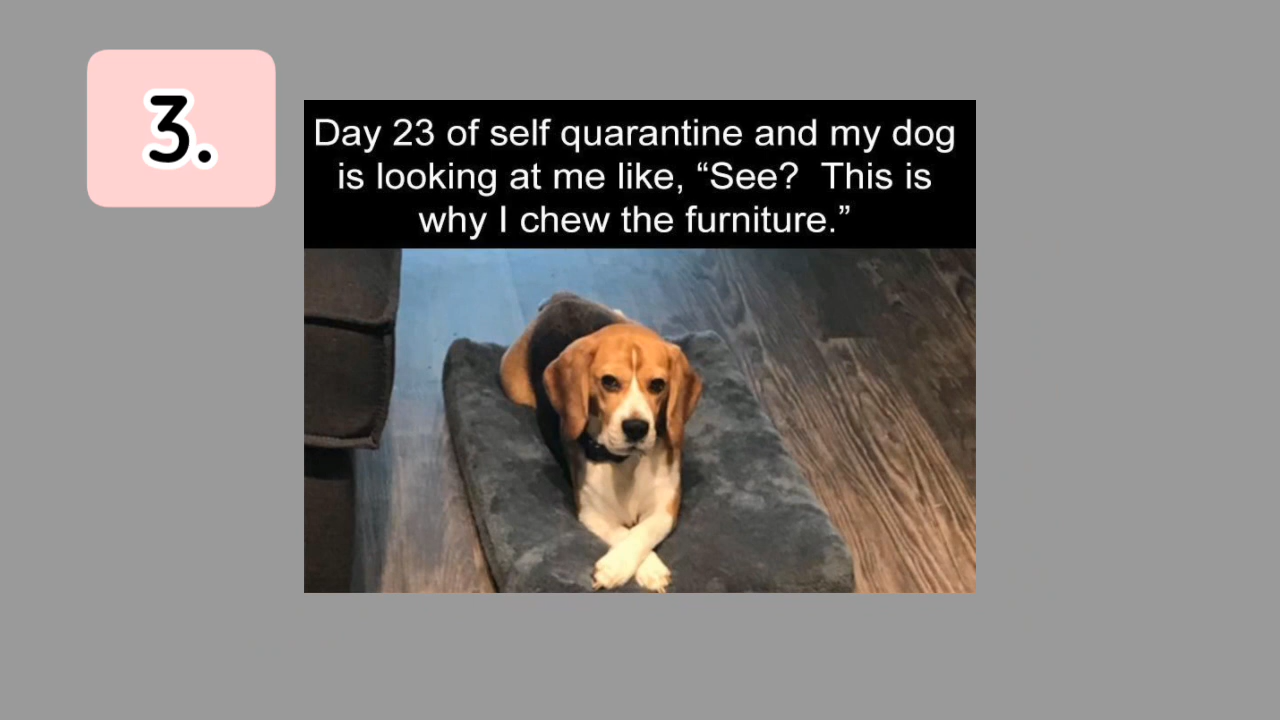 3.
Day 23 of self quarantine and my dog
is looking at me like, “See?  This is
why I chew the furniture.”